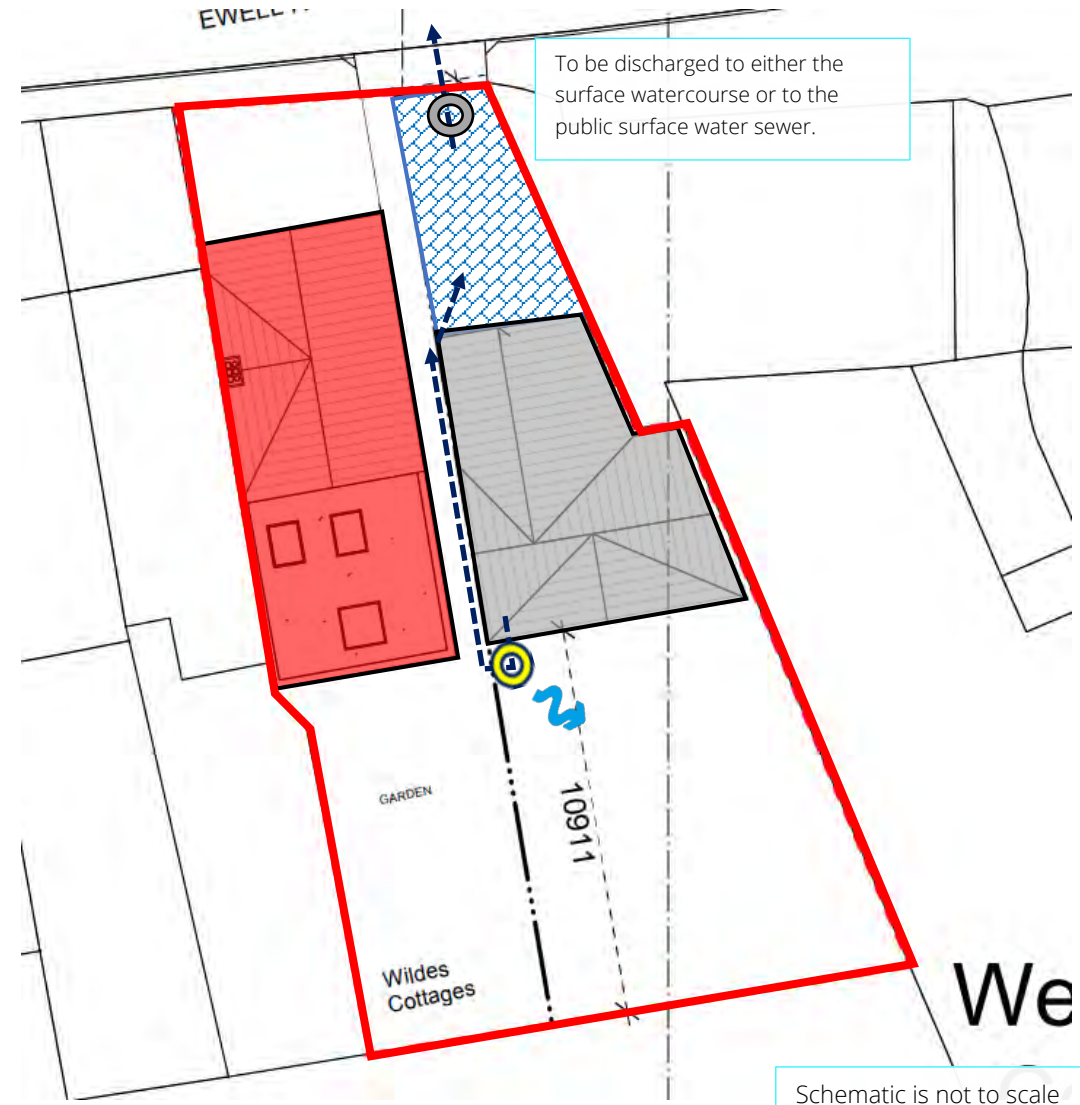 EWELL
To be discharged to either the
surface watercourse or to the
public surface water sewer.
GARDEN
10911
Wildes
Cottages
We
Schematic is not to scale